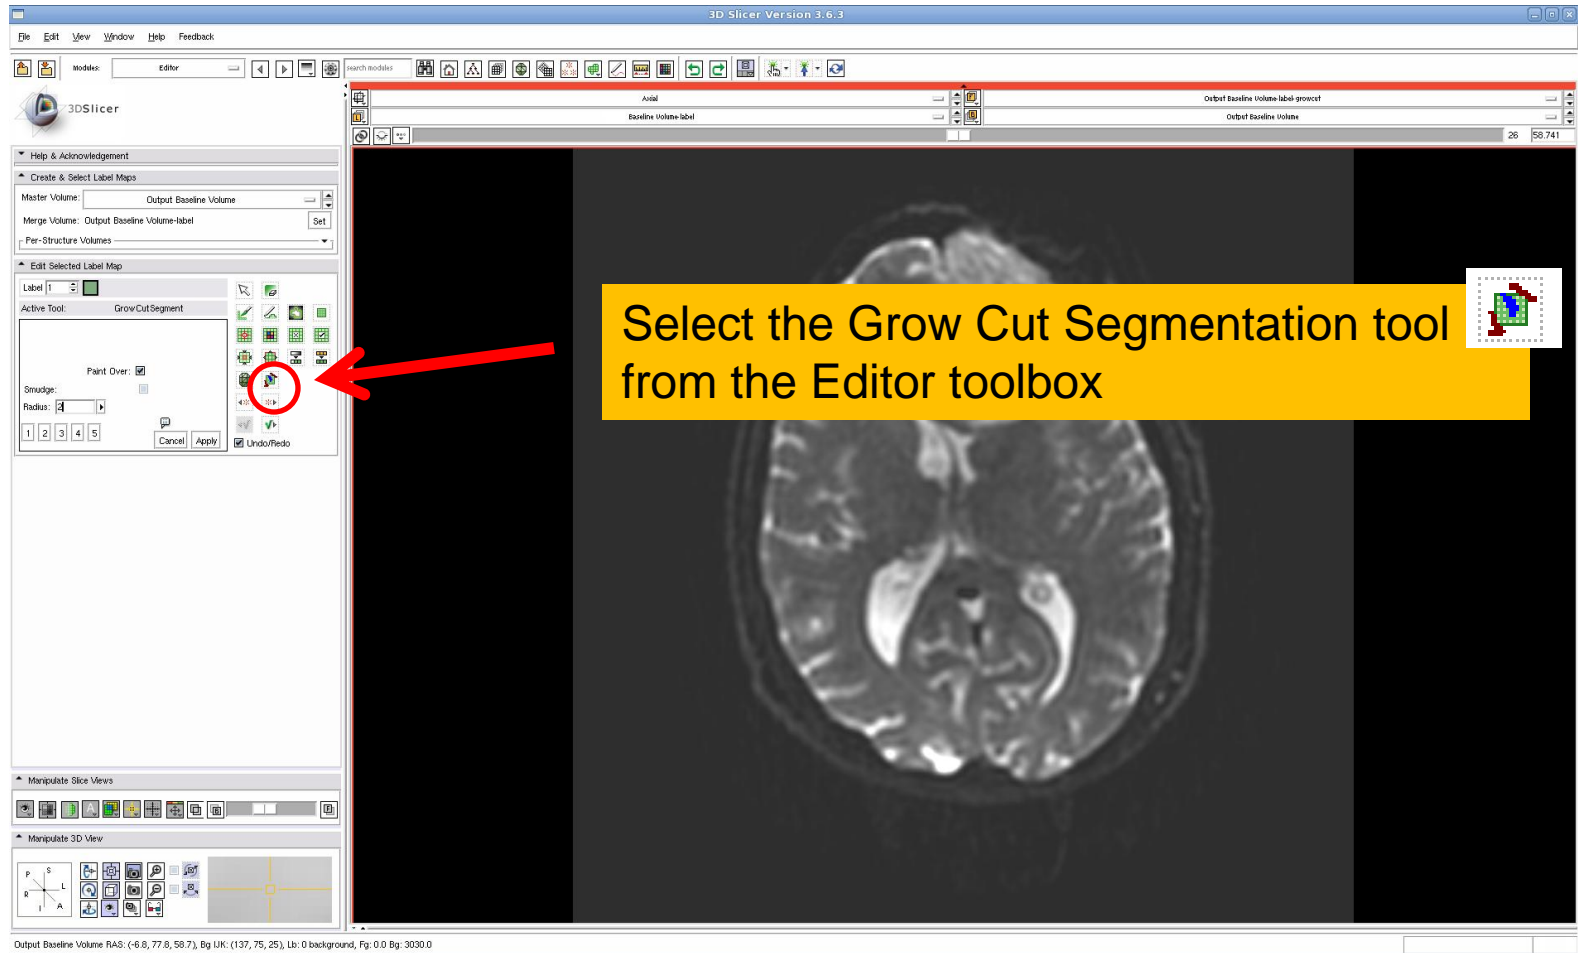 3D Slicer Version 3.6.3
File Edit View Window Help Feedback
Modules: Editor search modules
3DSlicer
Axial Output Baseline Volume-label-growcut
Baseline Volume-label Output Baseline Volume
26 58.741
Help & Acknowledgement
Create & Select Label Maps
Master Volume: Output Baseline Volume
Merge Volume: Output Baseline Volume-label Set
Per-Structure Volumes
Edit Selected Label Map
Label 1
Active Tool: GrowCutSegment
Paint Over:
Smudge:
Radius: 2
1 2 3 4 5 Cancel Apply Undo/Redo
Select the Grow Cut Segmentation tool
from the Editor toolbox
Manipulate Slice Views
Manipulate 3D View
P S
R L
I A
Output Baseline Volume RAS: (-6.8, 77.8, 58.7), Bg IJK: (137, 75, 25), Lb: 0 background, Fg: 0.0 Bg: 3030.0